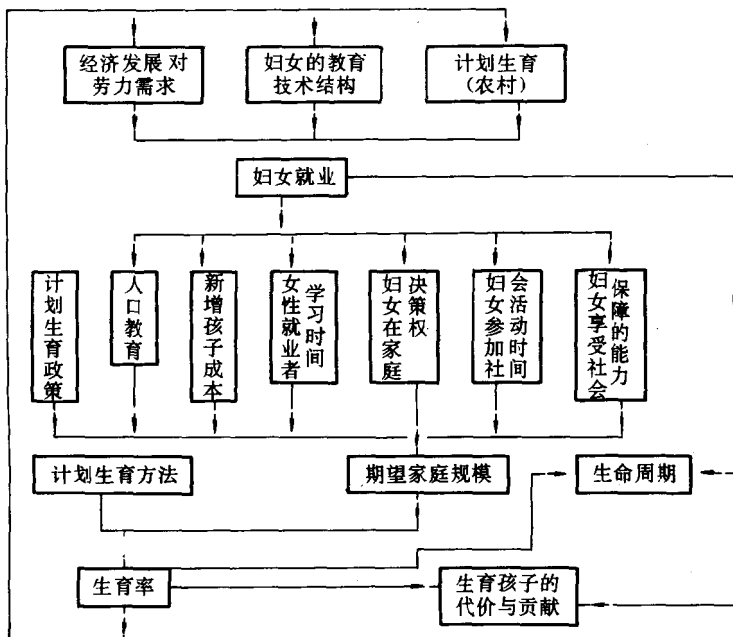 经济发展对
劳力需求
妇女的教育
技术结构
计划生育
(农村)
妇女就业
计划生育政策
人口教育
新增孩子成本
女性就业者
学习时间
妇女在家庭
决策权
妇女参加社
会活动时间
妇女享受社会
保障的能力
计划生育方法
期望家庭规模
生命周期
生育率
生育孩子的
代价与贡献